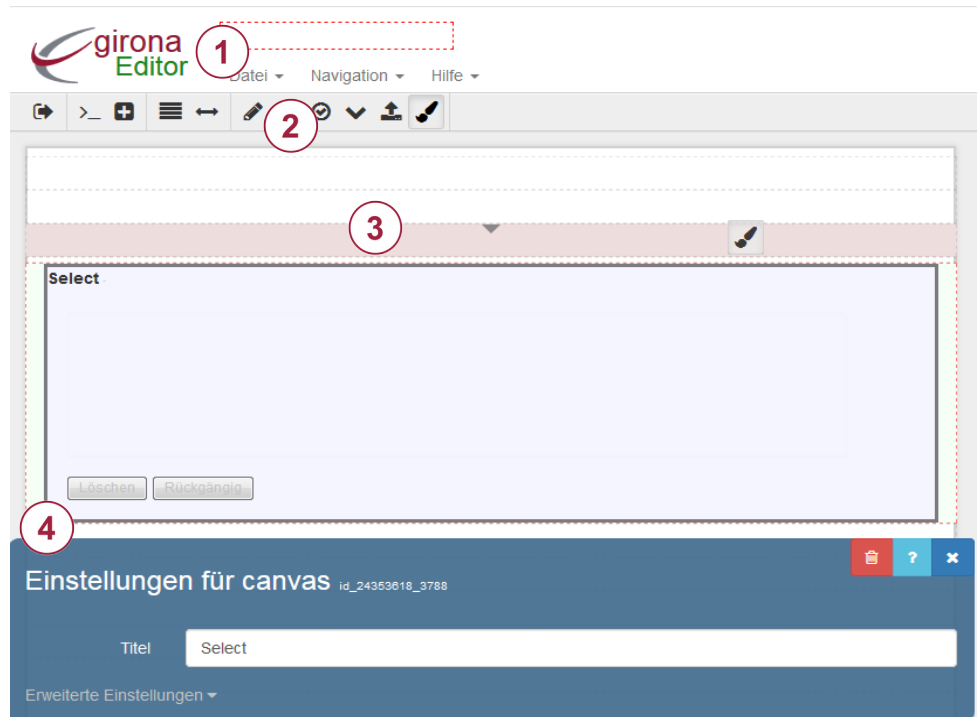 girona
Editor
1
Datei Navigation Hilfe
>_
2
3
Select
Löschen Rückgängig
4
Einstellungen für canvas id_24353618_3788
?
Titel Select
Erweiterte Einstellungen